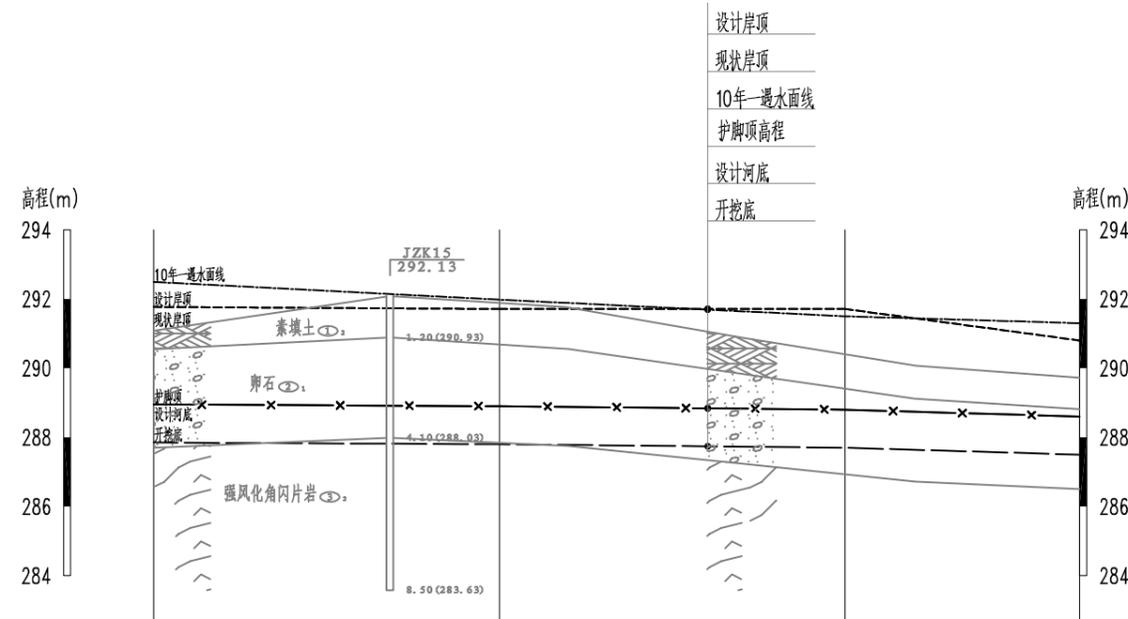 设计岸顶
现状岸顶
10年一遇水面线
护脚顶高程
设计河底
开挖底
高程(m)
高程(m)
294
294
JZK15
292.13
10年一遇水面线
292
设计岸顶
292
现状岸顶
素填土①₂
1.20(290.93)
290
290
卵石②₁
护脚顶
设计河底
288
开挖底
4.10(288.03)
288
强风化角闪片岩③₂
286
286
284
284
8.50(283.63)